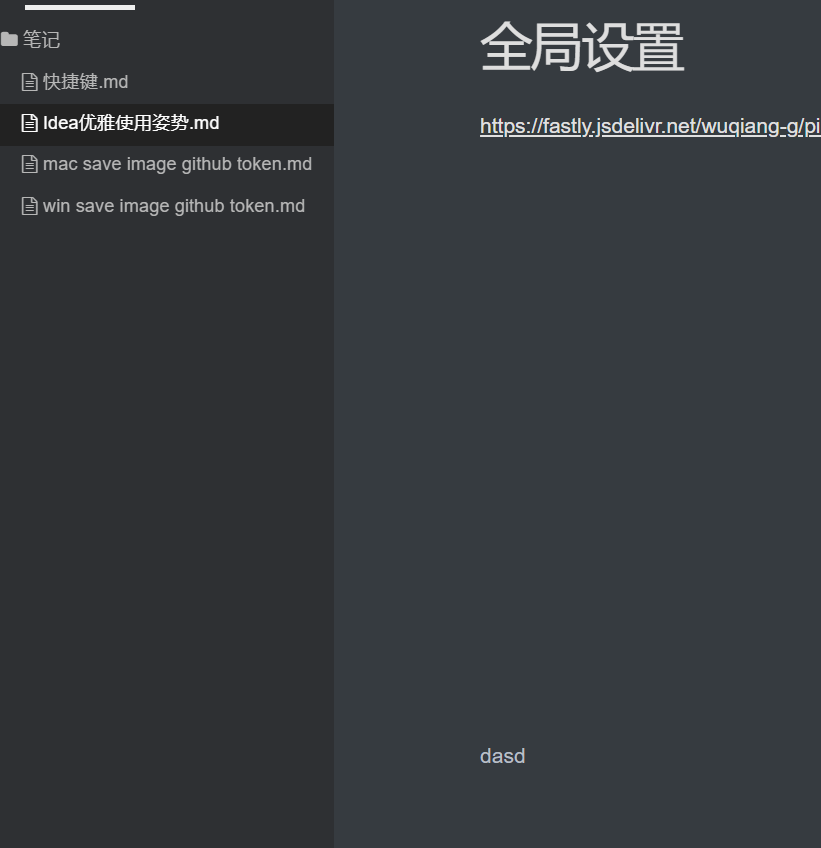 笔记
快捷键.md
Idea优雅使用姿势.md
mac save image github token.md
win save image github token.md
全局设置
https://fastly.jsdelivr.net/wuqiang-g/pi
dasd